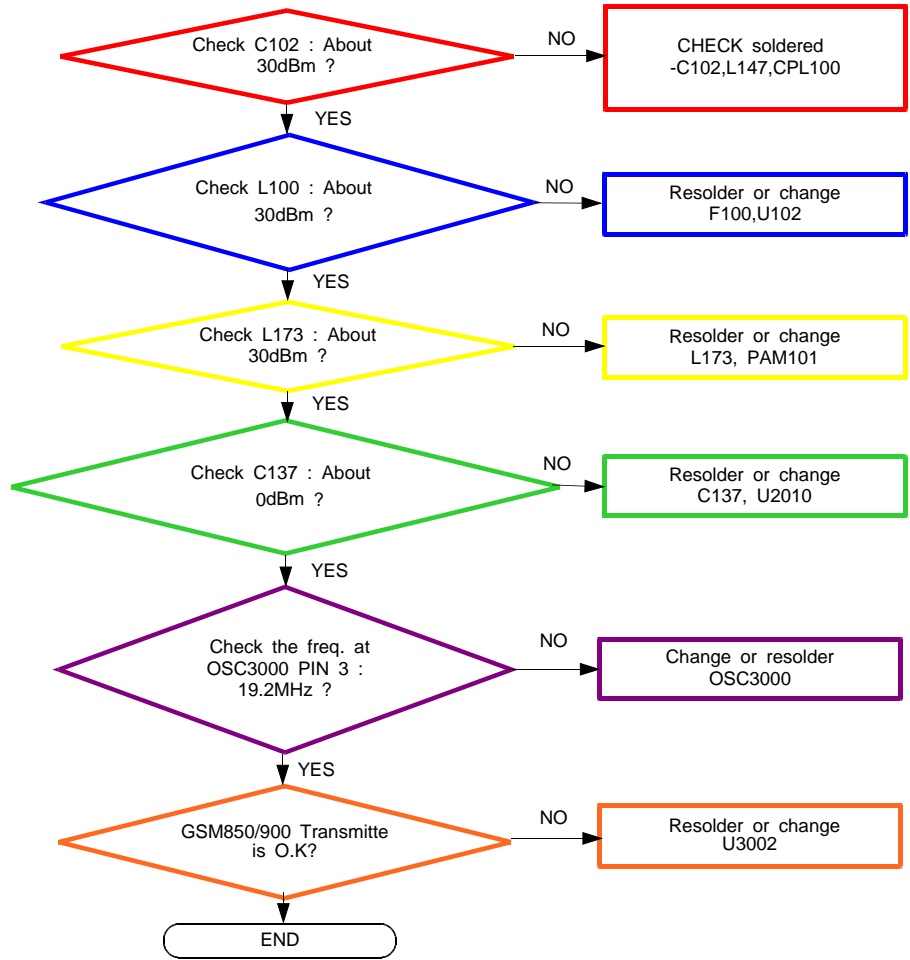 Check C102 : About
30dBm ?
NO
CHECK soldered
-C102,L147,CPL100
YES
Check L100 : About
30dBm ?
NO
Resolder or change
F100,U102
YES
Check L173 : About
30dBm ?
NO
Resolder or change
L173, PAM101
YES
Check C137 : About
0dBm ?
NO
Resolder or change
C137, U2010
YES
Check the freq. at
OSC3000 PIN 3 :
19.2MHz ?
NO
Change or resolder
OSC3000
YES
GSM850/900 Transmitte
is O.K?
NO
Resolder or change
U3002
END